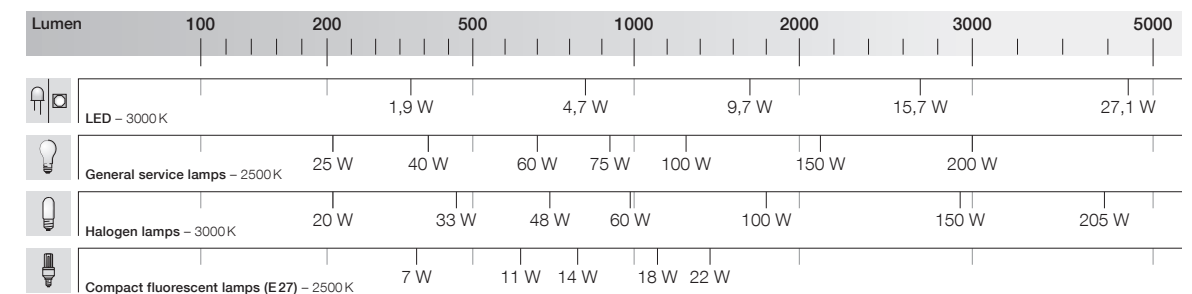 Lumen 100 200 500 1000 2000 3000 5000
1,9 W 4,7 W 9,7 W 15,7 W 27,1 W
LED – 3000 K
25 W 40 W 60 W 75 W 100 W 150 W 200 W
General service lamps – 2500 K
20 W 33 W 48 W 60 W 100 W 150 W 205 W
Halogen lamps – 3000 K
7 W 11 W 14 W 18 W 22 W
Compact fluorescent lamps (E 27) – 2500 K